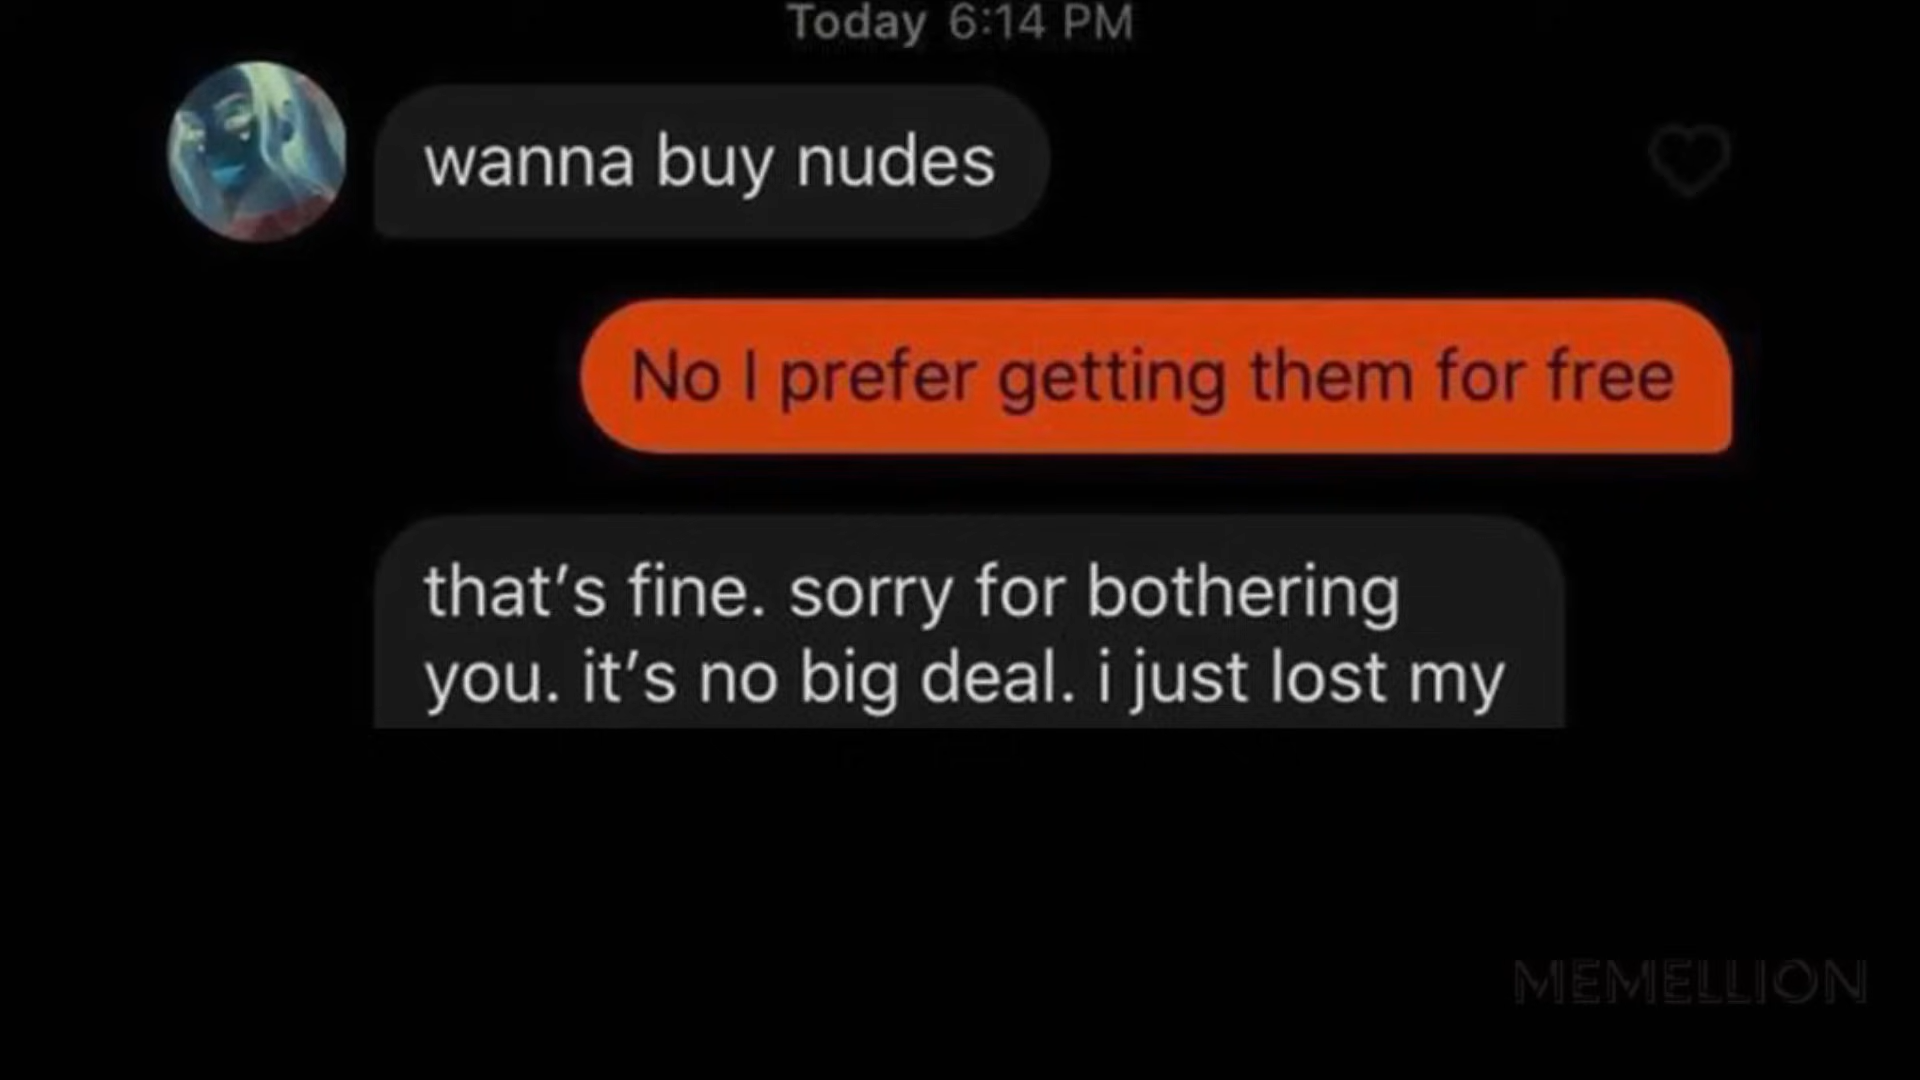 Today 6:14 PM
wanna buy nudes
No I prefer getting them for free
that's fine. sorry for bothering
you. it's no big deal. i just lost my
MEMELLION